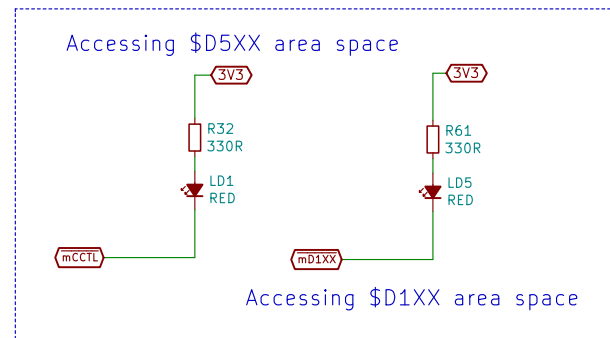 Accessing $D5XX area space
3V3
3V3
R32
330R
R61
330R
LD1
RED
LD5
RED
mCCTL
mD1XX
Accessing $D1XX area space